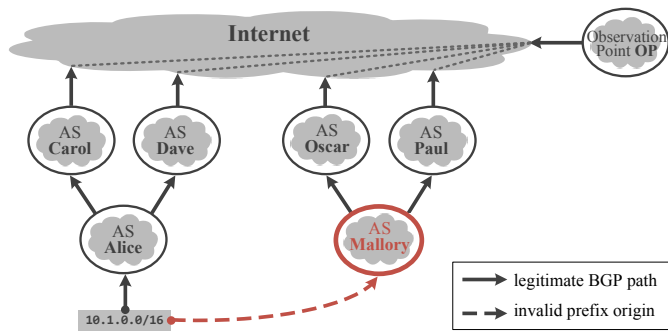 Internet
Observation
Point OP
AS
Carol
AS
Dave
AS
Oscar
AS
Paul
AS
Alice
AS
Mallory
10.1.0.0/16
legitimate BGP path
invalid prefix origin